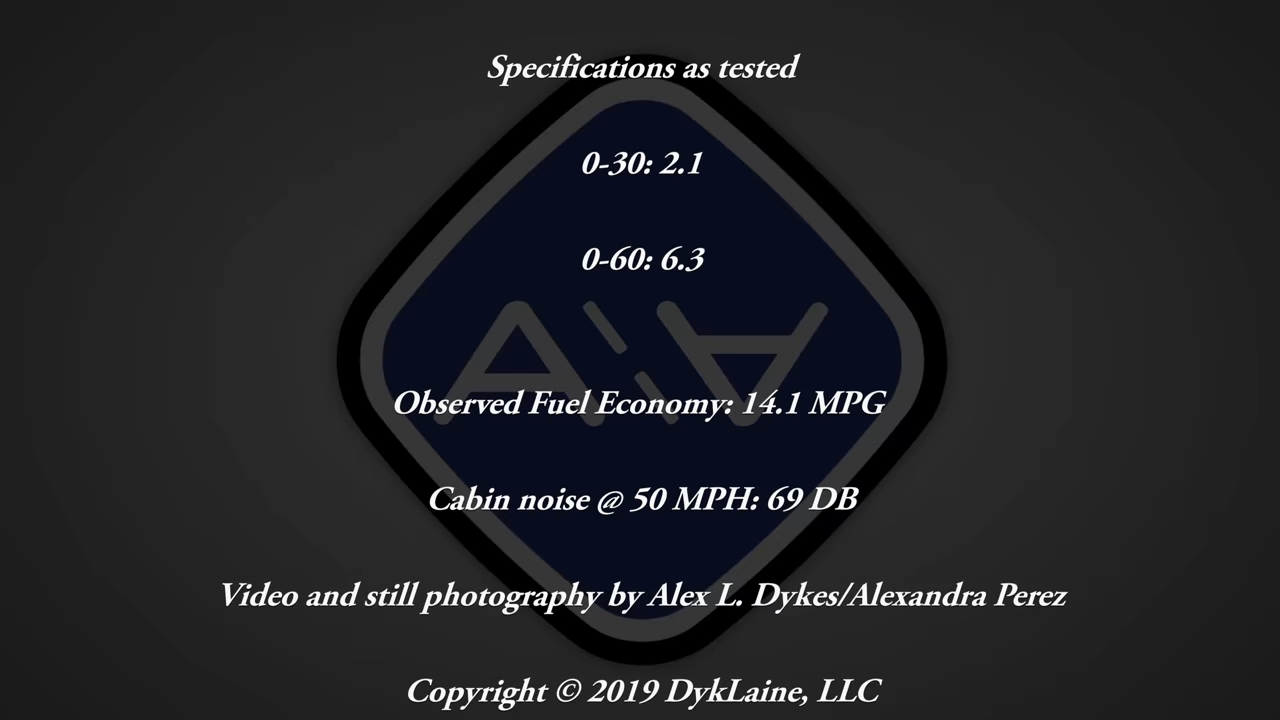 Specifications as tested
0-30: 2.1
0-60: 6.3
Observed Fuel Economy: 14.1 MPG
Cabin noise @ 50 MPH: 69 DB
Video and still photography by Alex L. Dykes/Alexandra Perez
Copyright © 2019 DykLaine, LLC